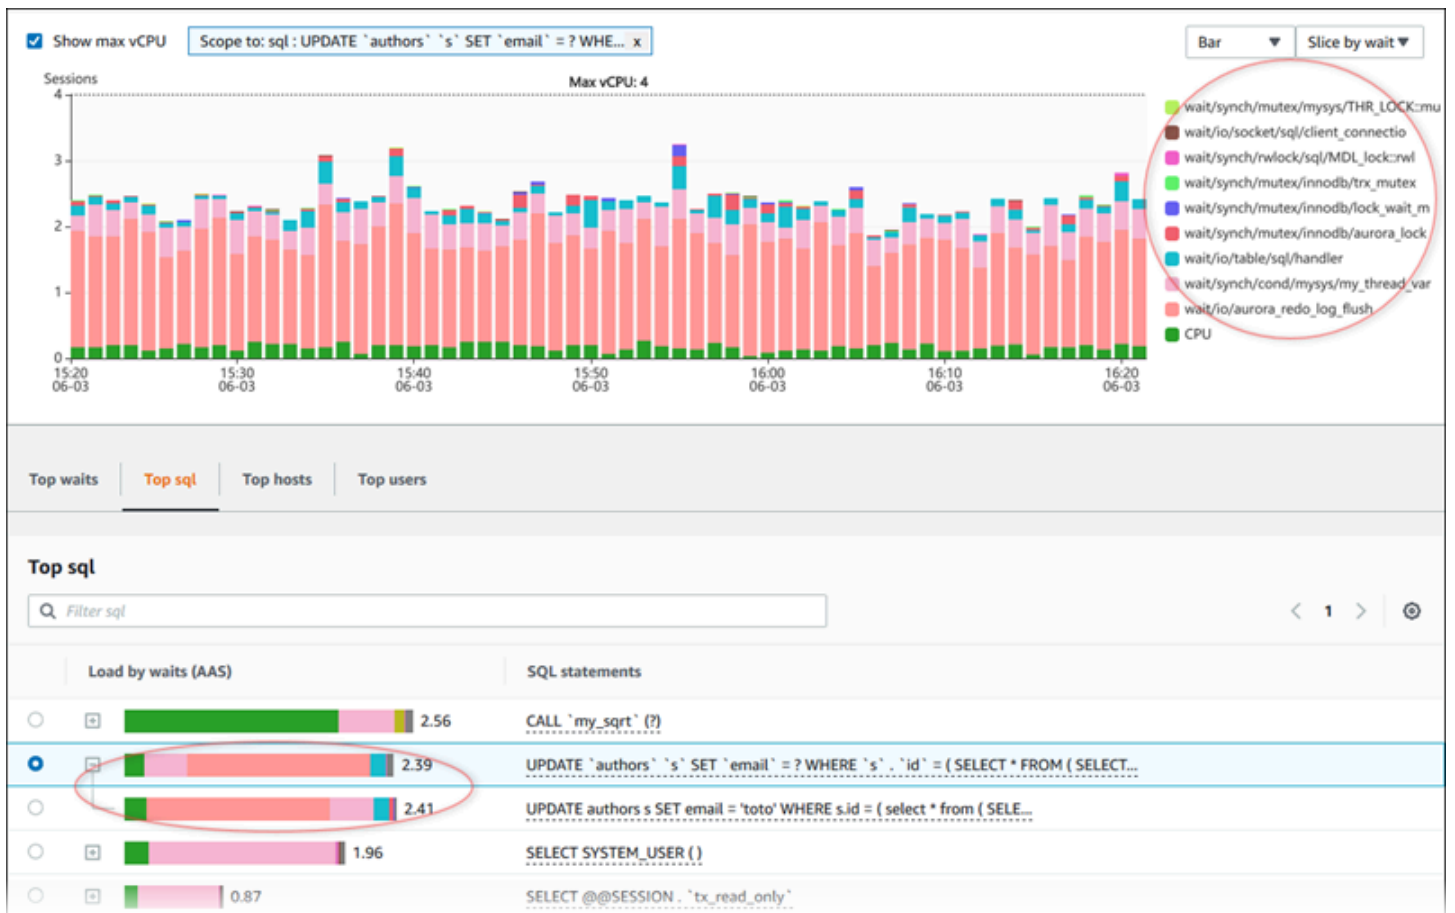 Show max vCPU
Scope to: sql : UPDATE `authors` `s` SET `email` = ? WHE... x
Bar
Slice by wait
Sessions
Max vCPU: 4
4
3
2
1
0
15:20
06-03
15:30
06-03
15:40
06-03
15:50
06-03
16:00
06-03
16:10
06-03
16:20
06-03
wait/synch/mutex/mysys/THR_LOCK::mu
wait/io/socket/sql/client_connectio
wait/synch/rwlock/sql/MDL_lock::rwl
wait/synch/mutex/innodb/trx_mutex
wait/synch/mutex/innodb/lock_wait_m
wait/synch/mutex/innodb/aurora_lock
wait/io/table/sql/handler
wait/synch/cond/mysys/my_thread_var
wait/io/aurora_redo_log_flush
CPU
Top waits
Top sql
Top hosts
Top users
Top sql
Filter sql
1
Load by waits (AAS)
SQL statements
2.56 CALL `my_sqrt` (?)
2.39 UPDATE `authors` `s` SET `email` = ? WHERE `s` . `id` = ( SELECT * FROM ( SELECT...
2.41 UPDATE authors s SET email = 'toto' WHERE s.id = ( select * from ( SELE...
1.96 SELECT SYSTEM_USER ( )
0.87 SELECT @@SESSION . `tx_read_only`